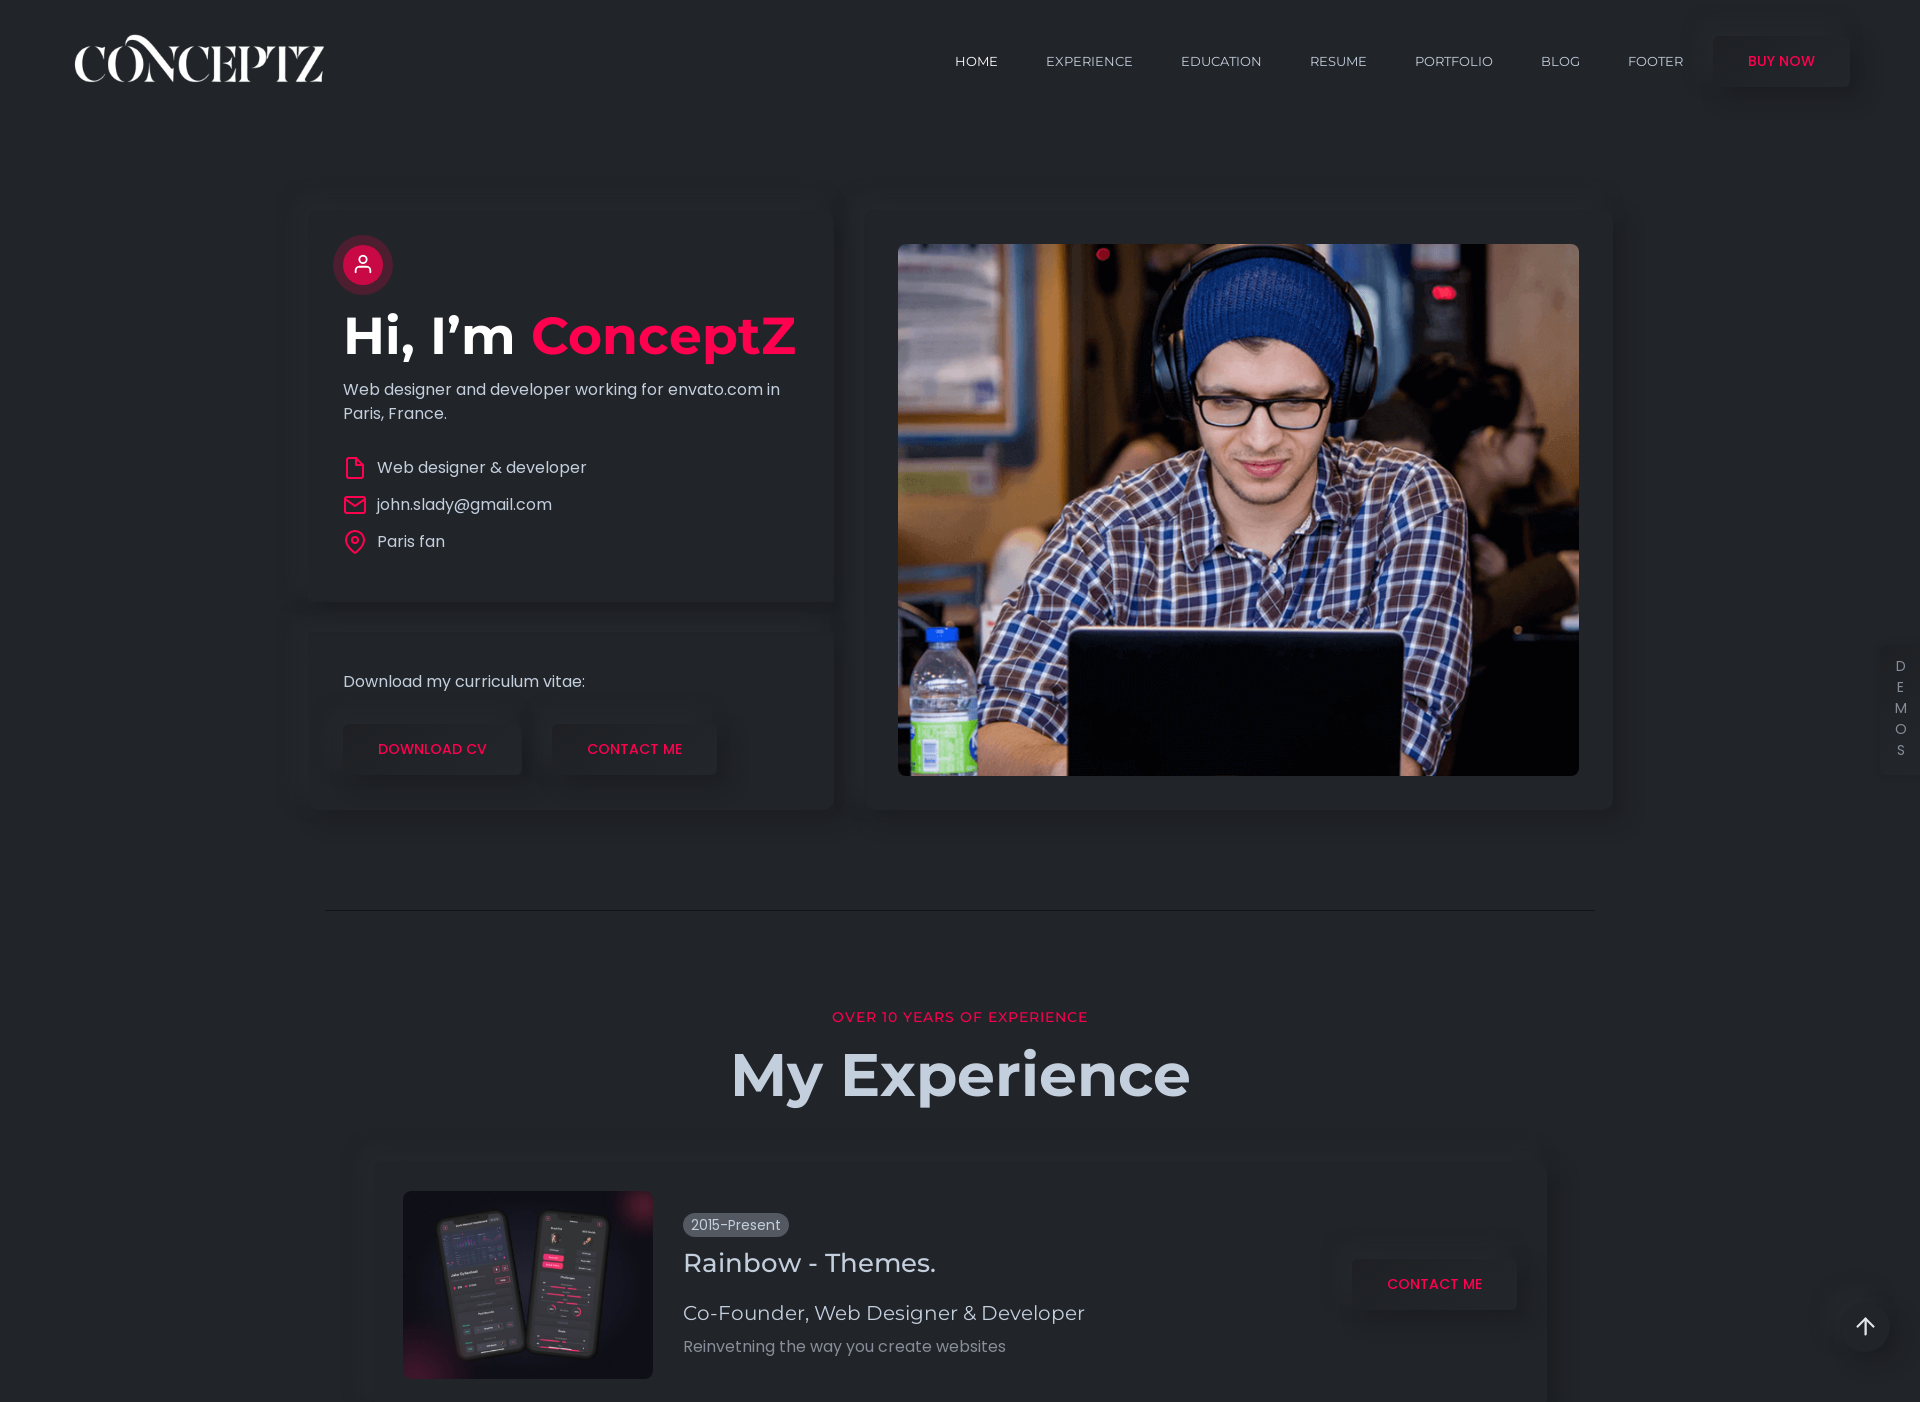 CONCEPTZ
HOME EXPERIENCE EDUCATION RESUME PORTFOLIO BLOG FOOTER BUY NOW
Hi, I’m ConceptZ
Web designer and developer working for envato.com in
Paris, France.
Web designer & developer
john.slady@gmail.com
Paris fan
Download my curriculum vitae:
DOWNLOAD CV CONTACT ME
DEMOS
OVER 10 YEARS OF EXPERIENCE
My Experience
2015-Present
Rainbow - Themes.
Co-Founder, Web Designer & Developer
Reinvetning the way you create websites
CONTACT ME